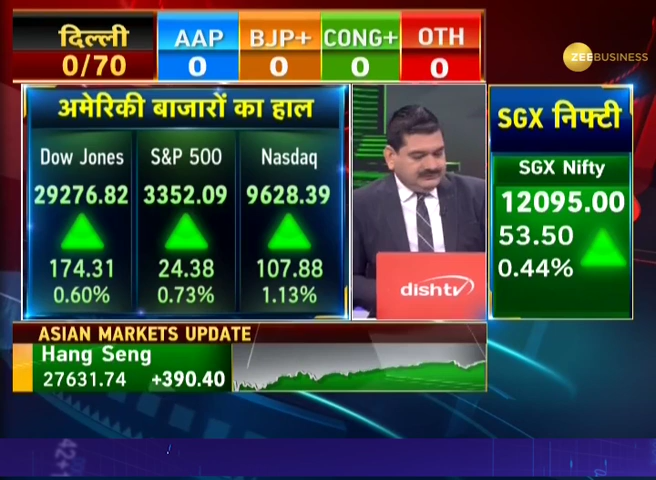 दिल्ली
0/70
AAP
0
BJP+
0
CONG+
0
OTH
0
ZEE BUSINESS
अमेरिकी बाजारों का हाल
Dow Jones
29276.82
174.31
0.60%
S&P 500
3352.09
24.38
0.73%
Nasdaq
9628.39
107.88
1.13%
dishtv
SGX निफ्टी
SGX Nifty
12095.00
53.50
0.44%
ASIAN MARKETS UPDATE
Hang Seng
27631.74 +390.40